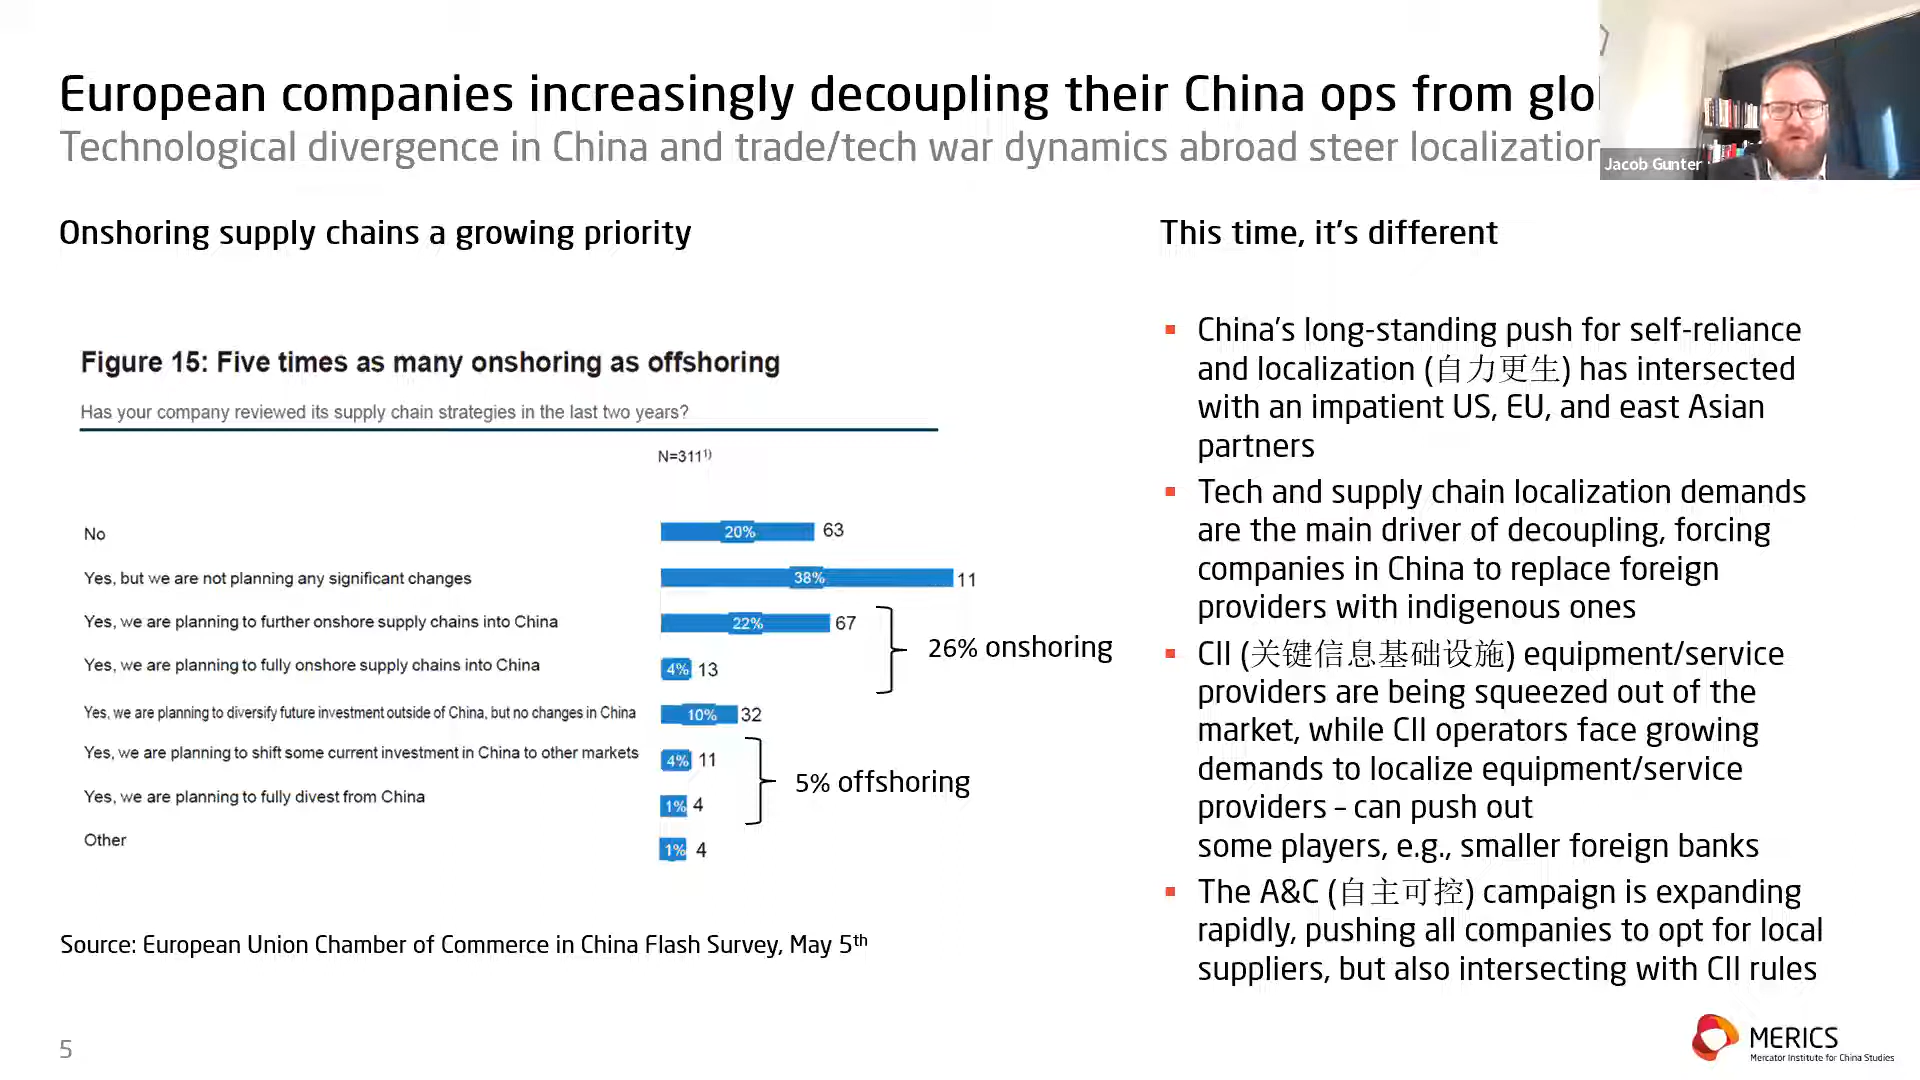 European companies increasingly decoupling their China ops from glo
Technological divergence in China and trade/tech war dynamics abroad steer localization
Jacob Gunter
Onshoring supply chains a growing priority
Figure 15: Five times as many onshoring as offshoring
Has your company reviewed its supply chain strategies in the last two years?
N=311¹⁾
No 20% 63
Yes, but we are not planning any significant changes 38% 11
Yes, we are planning to further onshore supply chains into China 22% 67
Yes, we are planning to fully onshore supply chains into China 4% 13
26% onshoring
Yes, we are planning to diversify future investment outside of China, but no changes in China 10% 32
Yes, we are planning to shift some current investment in China to other markets 4% 11
Yes, we are planning to fully divest from China 1% 4
5% offshoring
Other 1% 4
Source: European Union Chamber of Commerce in China Flash Survey, May 5th
This time, it's different
▪ China's long-standing push for self-reliance
and localization (自力更生) has intersected
with an impatient US, EU, and east Asian
partners
▪ Tech and supply chain localization demands
are the main driver of decoupling, forcing
companies in China to replace foreign
providers with indigenous ones
▪ CII (关键信息基础设施) equipment/service
providers are being squeezed out of the
market, while CII operators face growing
demands to localize equipment/service
providers – can push out
some players, e.g., smaller foreign banks
▪ The A&C (自主可控) campaign is expanding
rapidly, pushing all companies to opt for local
suppliers, but also intersecting with CII rules
5
MERICS
Mercator Institute for China Studies